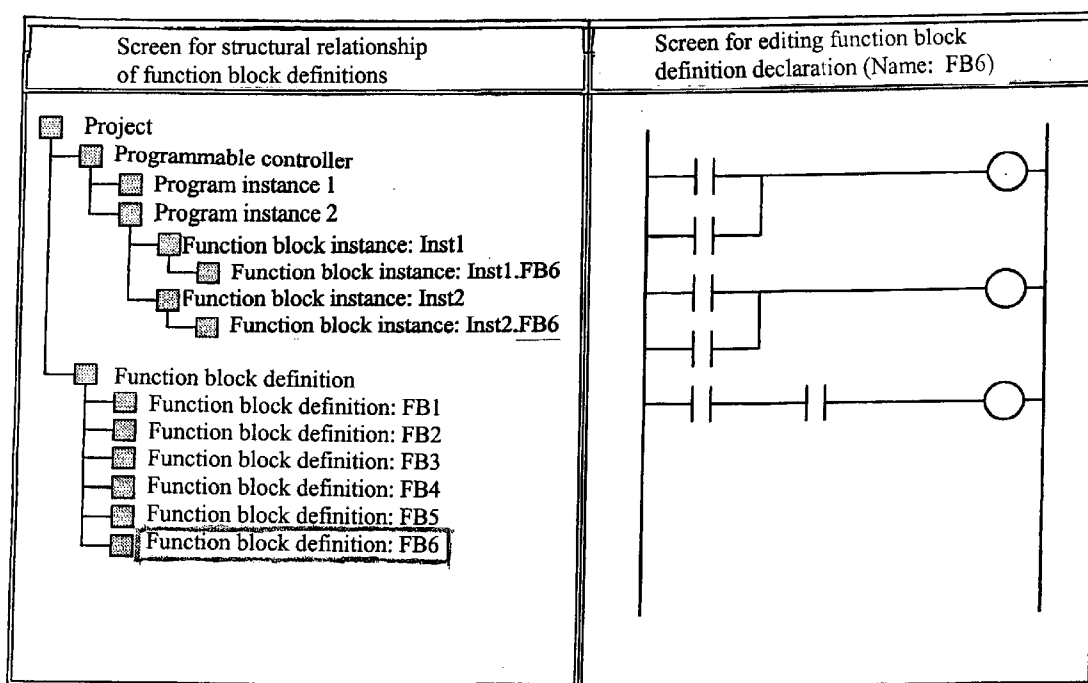 Screen for structural relationship
of function block definitions
Screen for editing function block
definition declaration (Name: FB6)
Project
Programmable controller
Program instance 1
Program instance 2
Function block instance: Inst1
Function block instance: Inst1.FB6
Function block instance: Inst2
Function block instance: Inst2.FB6
Function block definition
Function block definition: FB1
Function block definition: FB2
Function block definition: FB3
Function block definition: FB4
Function block definition: FB5
Function block definition: FB6